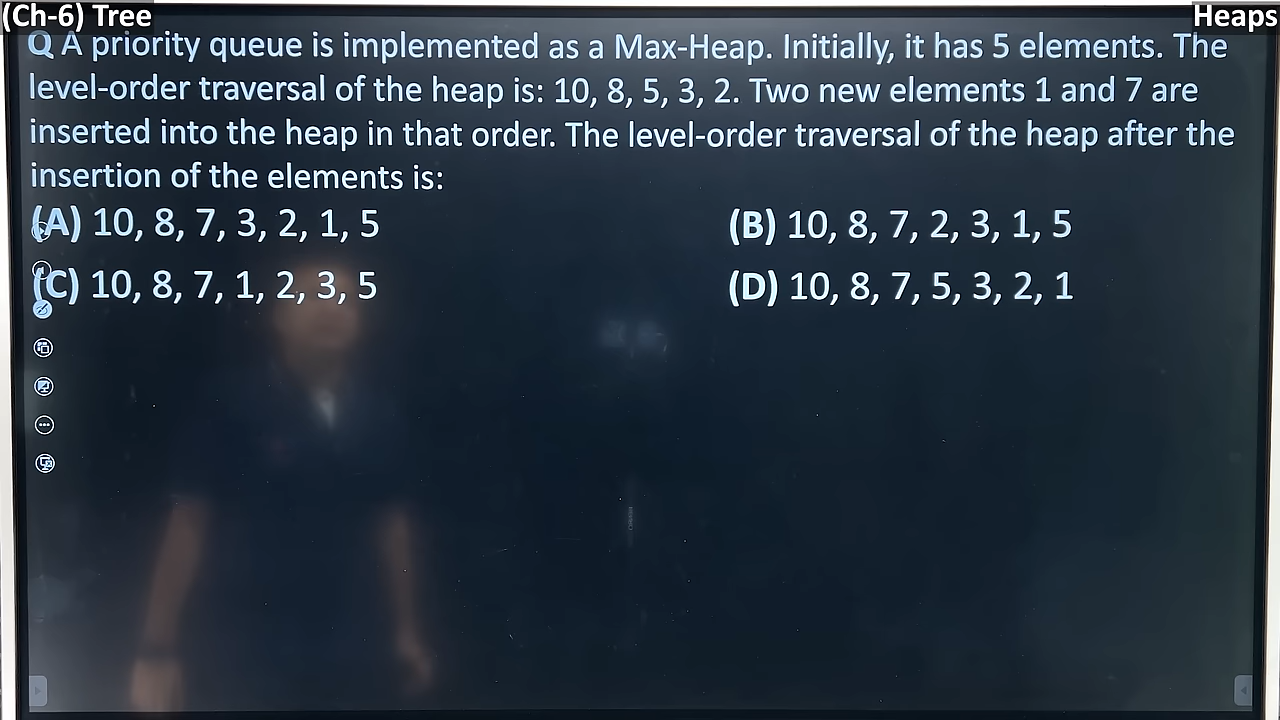 (Ch-6) Tree
Heaps
Q A priority queue is implemented as a Max-Heap. Initially, it has 5 elements. The
level-order traversal of the heap is: 10, 8, 5, 3, 2. Two new elements 1 and 7 are
inserted into the heap in that order. The level-order traversal of the heap after the
insertion of the elements is:
(A) 10, 8, 7, 3, 2, 1, 5
(B) 10, 8, 7, 2, 3, 1, 5
(C) 10, 8, 7, 1, 2, 3, 5
(D) 10, 8, 7, 5, 3, 2, 1